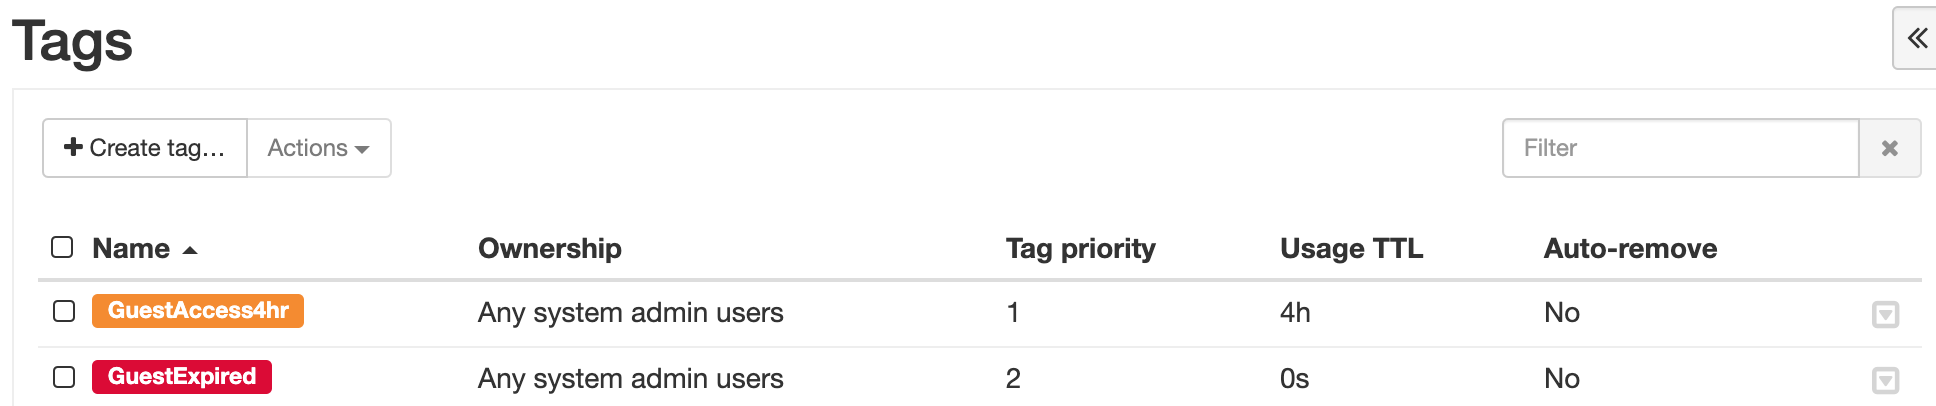 Tags
Create tag...
Actions
Filter
Name Ownership Tag priority Usage TTL Auto-remove
GuestAccess4hr Any system admin users 1 4h No
GuestExpired Any system admin users 2 0s No